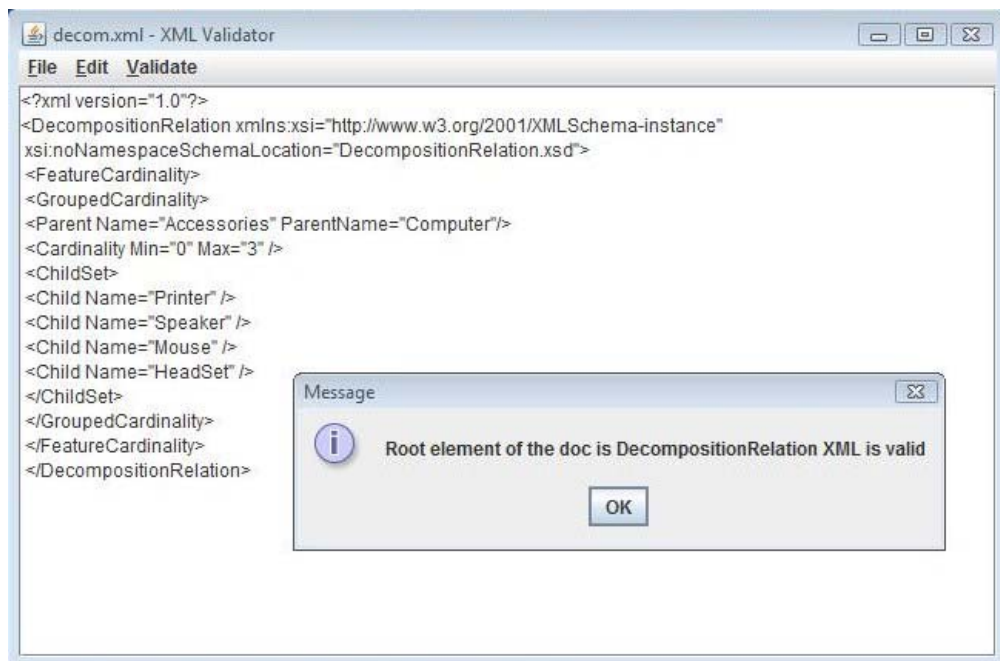 decom.xml - XML Validator
File Edit Validate
<?xml version="1.0"?>
<DecompositionRelation xmlns:xsi="http://www.w3.org/2001/XMLSchema-instance"
xsi:noNamespaceSchemaLocation="DecompositionRelation.xsd">
<FeatureCardinality>
<GroupedCardinality>
<Parent Name="Accessories" ParentName="Computer"/>
<Cardinality Min="0" Max="3" />
<ChildSet>
<Child Name="Printer" />
<Child Name="Speaker" />
<Child Name="Mouse" />
<Child Name="HeadSet" />
</ChildSet>
</GroupedCardinality>
</FeatureCardinality>
</DecompositionRelation>
Message
Root element of the doc is DecompositionRelation XML is valid
OK